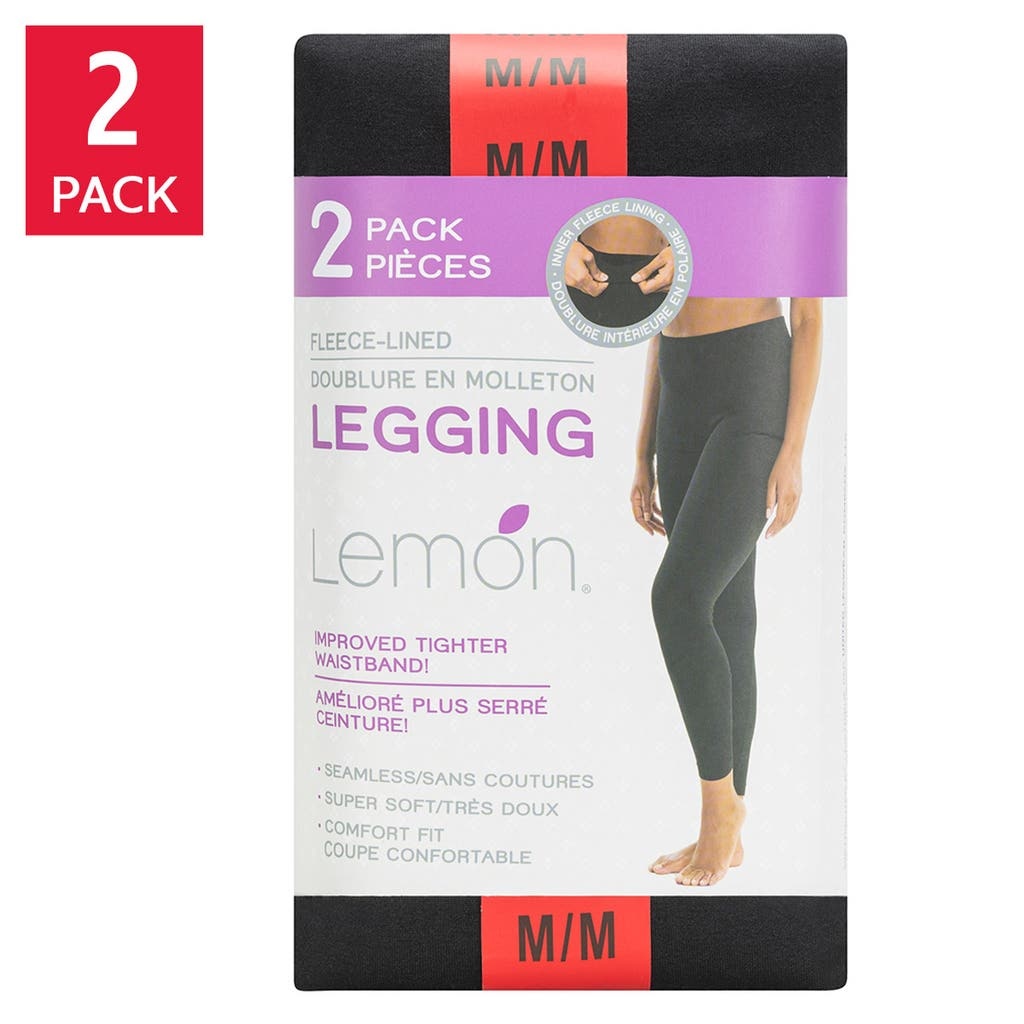 2
PACK
M/M
M/M
2 PACK
PIÈCES
• INNER FLEECE LINING •
DOUBLURE INTÉRIEURE EN POLAIRE
FLEECE-LINED
DOUBLURE EN MOLLETON
LEGGING
Lemon®
IMPROVED TIGHTER
WAISTBAND!
AMÉLIORÉ PLUS SERRÉ
CEINTURE!
• SEAMLESS/SANS COUTURES
• SUPER SOFT/TRÈS DOUX
• COMFORT FIT
COUPE CONFORTABLE
M/M